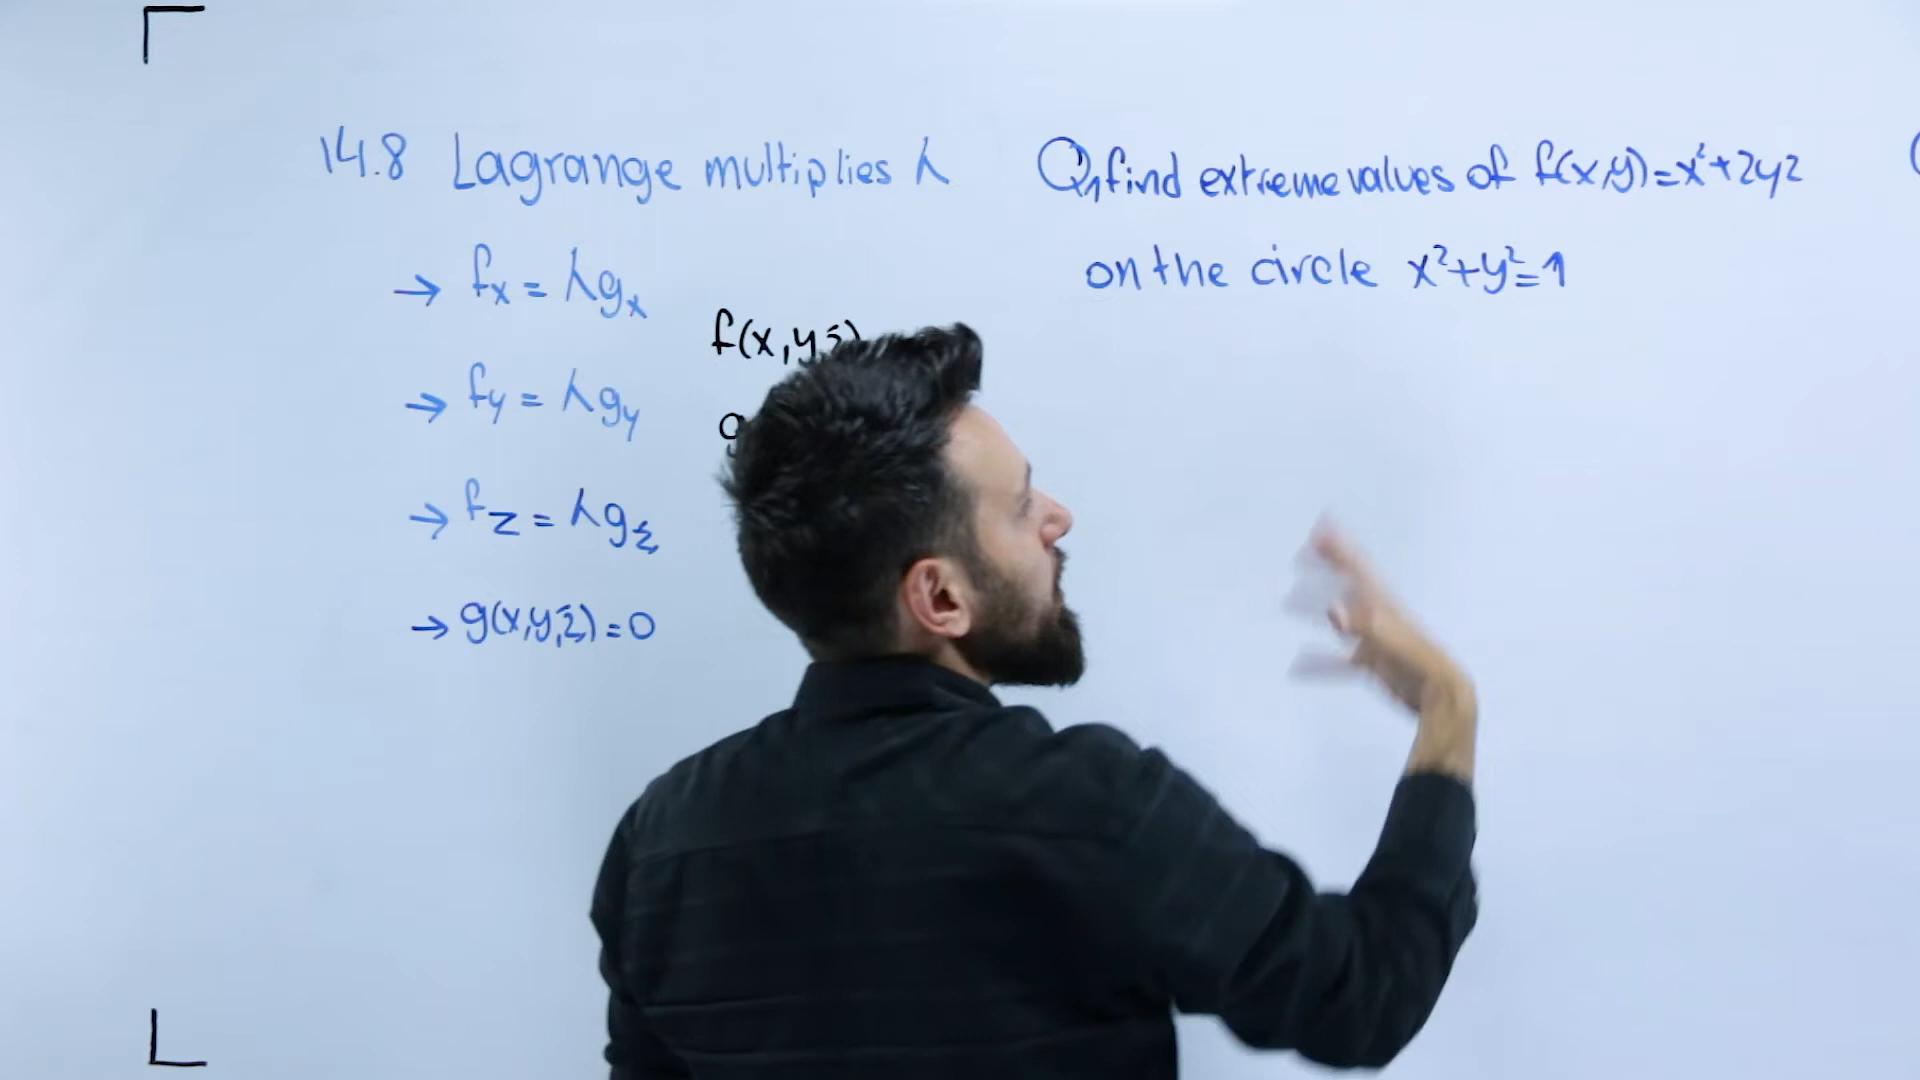 14.8 Lagrange multiplies λ
→ fx = λgx
→ fy = λgy
→ fz = λgz
→ g(x,y,z)=0
f(x,y,z)
g
Q1 find extreme values of f(x,y)=x²+2y2
on the circle x²+y²=1